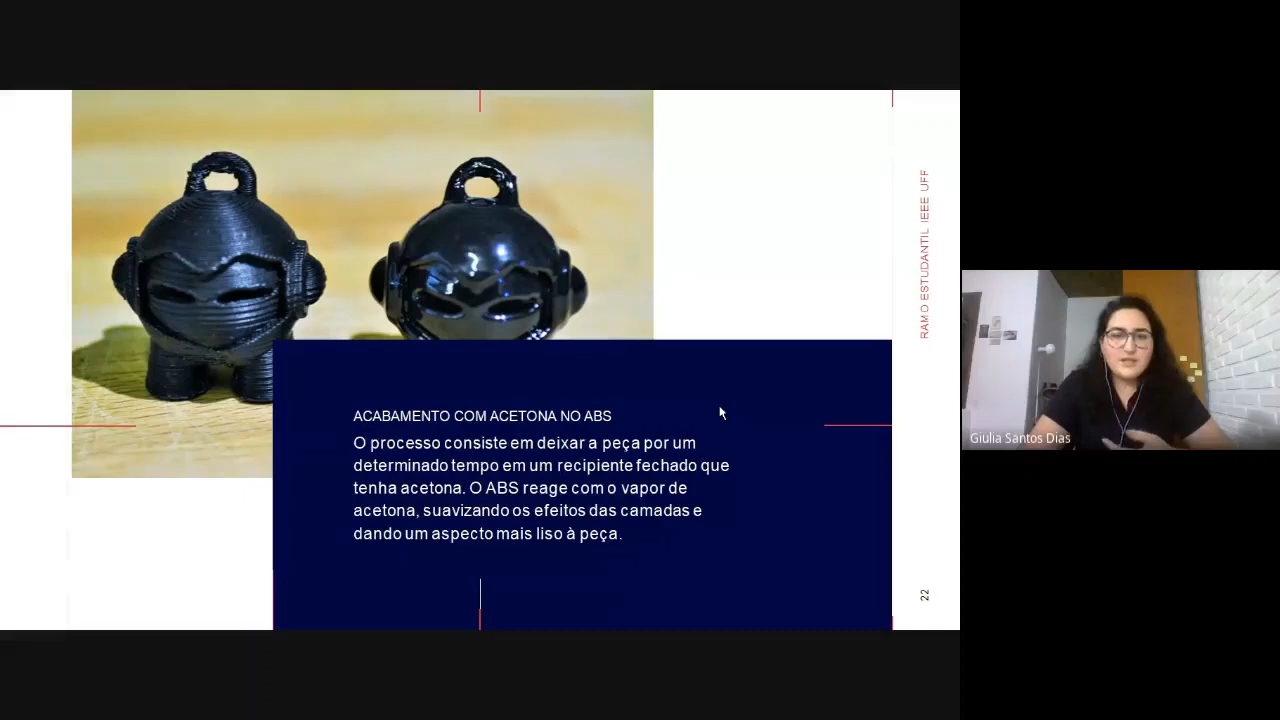 ACABAMENTO COM ACETONA NO ABS
O processo consiste em deixar a peça por um
determinado tempo em um recipiente fechado que
tenha acetona. O ABS reage com o vapor de
acetona, suavizando os efeitos das camadas e
dando um aspecto mais liso à peça.
RAMO ESTUDANTIL IEEE UFF
22
Giulia Santos Dias